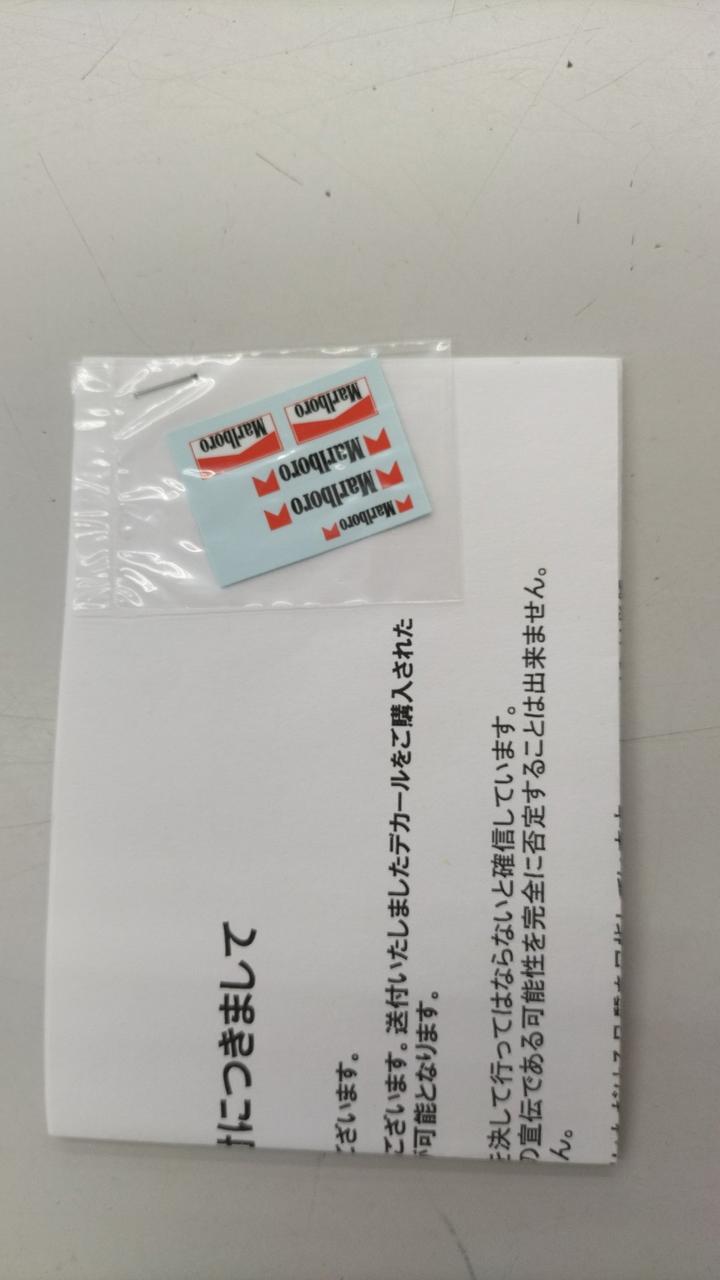 Marlboro
Marlboro
Marlboro
Marlboro
Marlboro
につきまして
ございます。
ございます。送付いたしましたデカールをご購入された
可能となります。
決して行ってはならないと確信しています。
の宣伝である可能性を完全に否定することは出来ません。
ん。